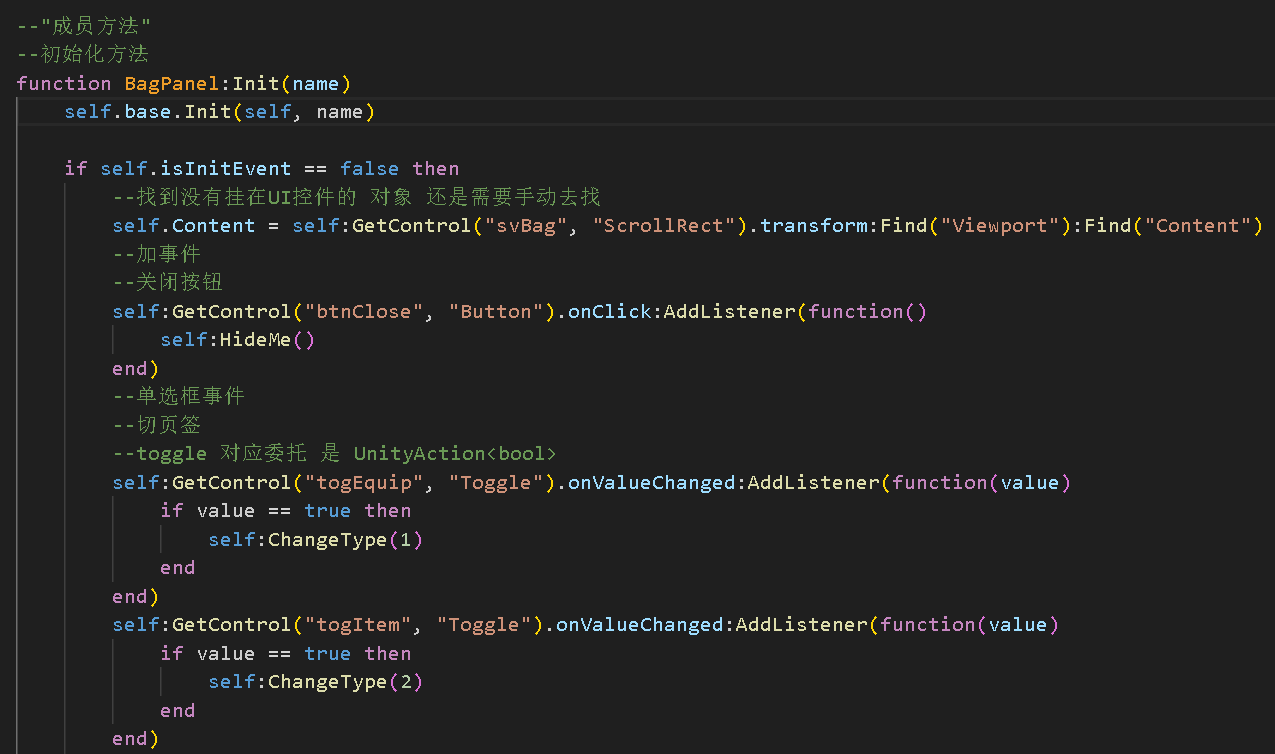 --"成员方法"
--初始化方法
function BagPanel:Init(name)
    self.base.Init(self, name)
    if self.isInitEvent == false then
        --找到没有挂在UI控件的 对象 还是需要手动去找
        self.Content = self:GetControl("svBag", "ScrollRect").transform:Find("Viewport"):Find("Content")
        --加事件
        --关闭按钮
        self:GetControl("btnClose", "Button").onClick:AddListener(function()
            self:HideMe()
        end)
        --单选框事件
        --切页签
        --toggle 对应委托 是 UnityAction<bool>
        self:GetControl("togEquip", "Toggle").onValueChanged:AddListener(function(value)
            if value == true then
                self:ChangeType(1)
            end
        end)
        self:GetControl("togItem", "Toggle").onValueChanged:AddListener(function(value)
            if value == true then
                self:ChangeType(2)
            end
        end)